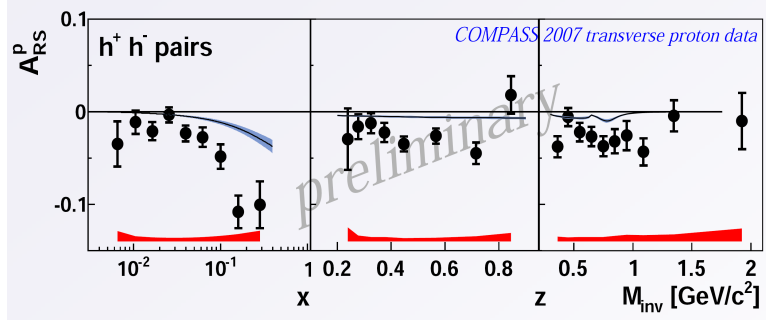 0.1
0
-0.1
A^p_RS
h+ h- pairs
COMPASS 2007 transverse proton data
preliminary
10^-2 10^-1 1 0.2 0.4 0.6 0.8 0.5 1 1.5 2
x z M_inv [GeV/c^2]